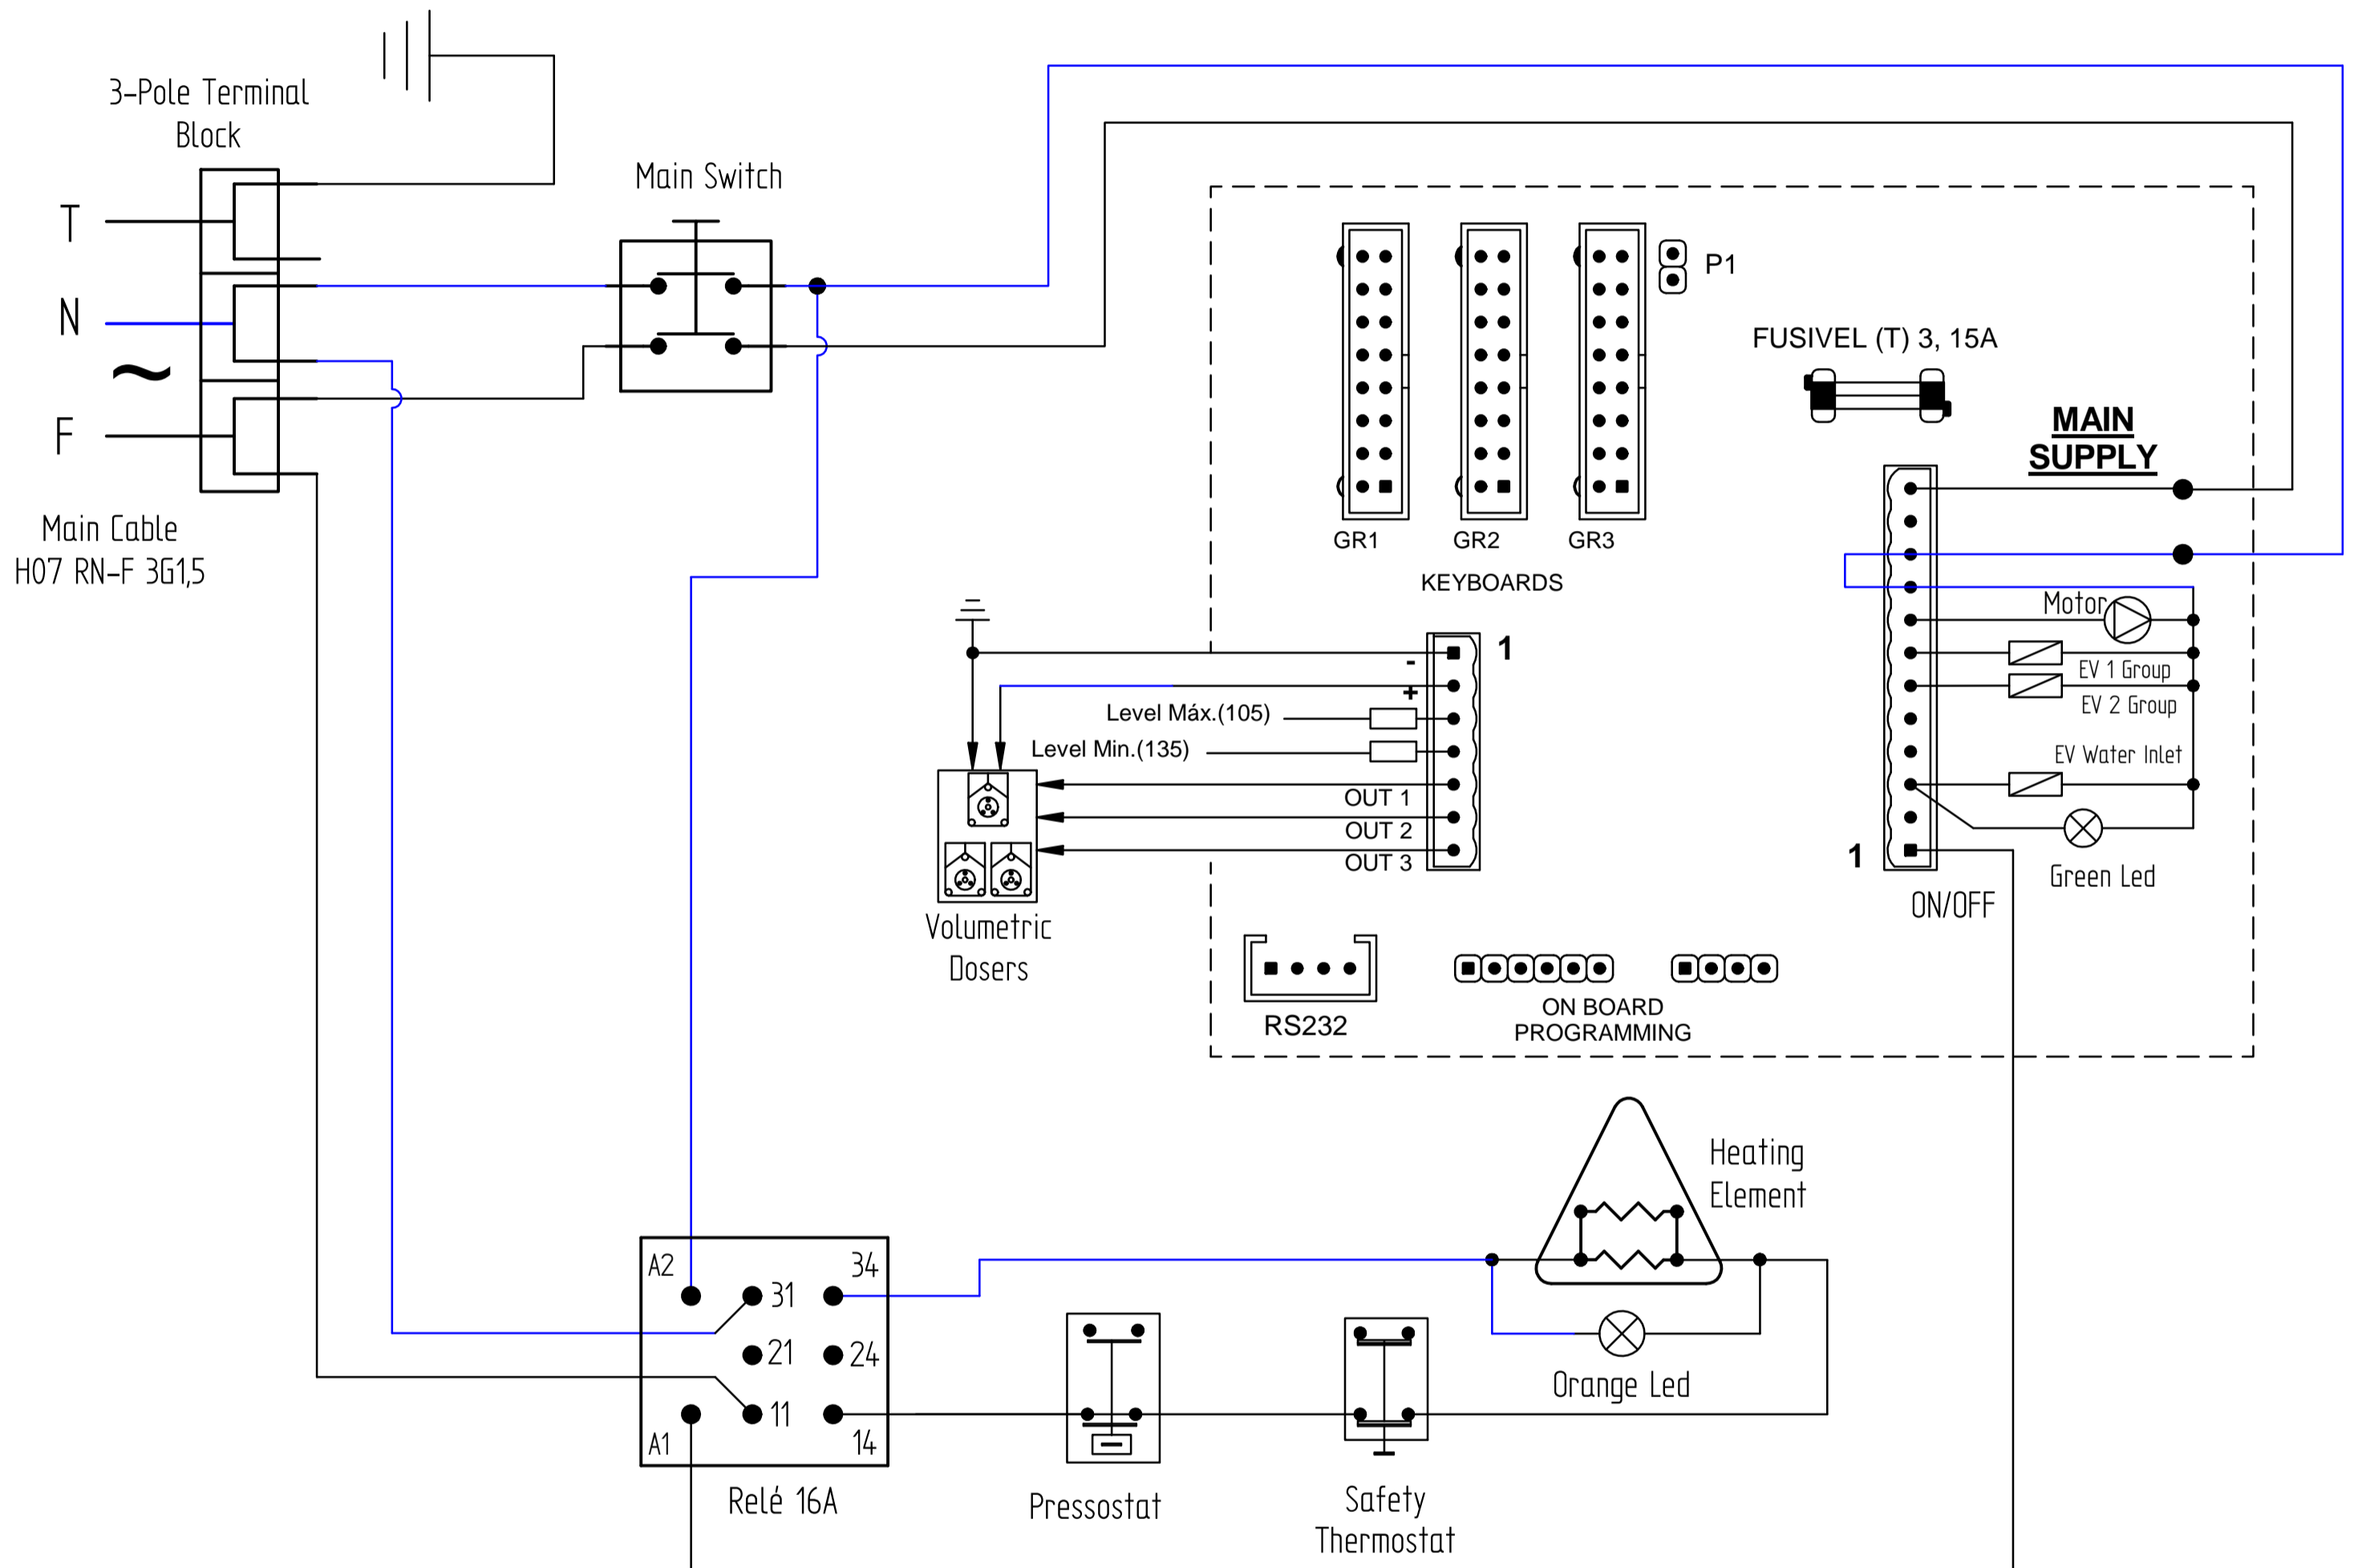 3-Pole Terminal
Block
Main Switch
T
N
~
F
Main Cable
H07 RN-F 3G1,5
P1
FUSIVEL (T) 3, 15A
MAIN
SUPPLY
GR1
GR2
GR3
KEYBOARDS
Motor
EV 1 Group
EV 2 Group
EV Water Inlet
Green Led
1
ON/OFF
1
-
+
Level Máx.(105)
Level Min.(135)
OUT 1
OUT 2
OUT 3
Volumetric
Dosers
RS232
ON BOARD
PROGRAMMING
Heating
Element
Orange Led
A2
31
34
21
24
11
14
A1
Relé 16A
Pressostat
Safety
Thermostat